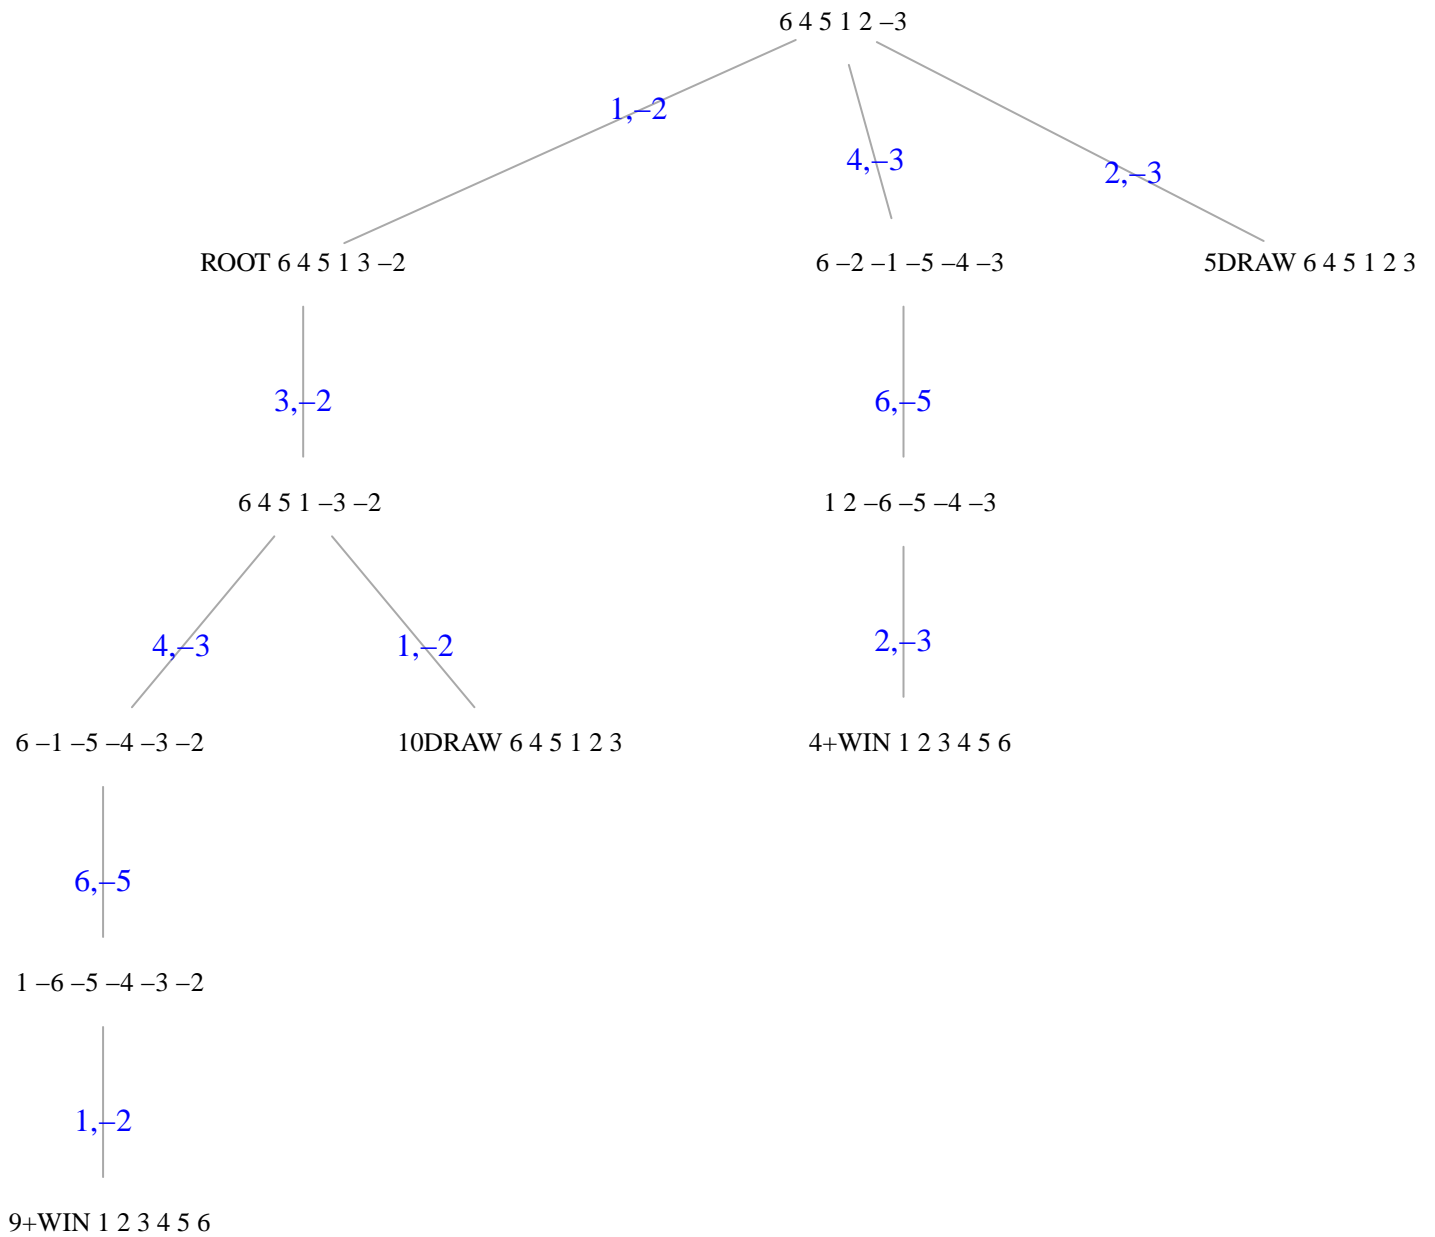 6 4 5 1 2 –3
1,–2
4,–3
2,–3
ROOT 6 4 5 1 3 –2
6 –2 –1 –5 –4 –3
5DRAW 6 4 5 1 2 3
3,–2
6,–5
6 4 5 1 –3 –2
1 2 –6 –5 –4 –3
4,–3
1,–2
2,–3
6 –1 –5 –4 –3 –2
10DRAW 6 4 5 1 2 3
4+WIN 1 2 3 4 5 6
6,–5
1 –6 –5 –4 –3 –2
1,–2
9+WIN 1 2 3 4 5 6